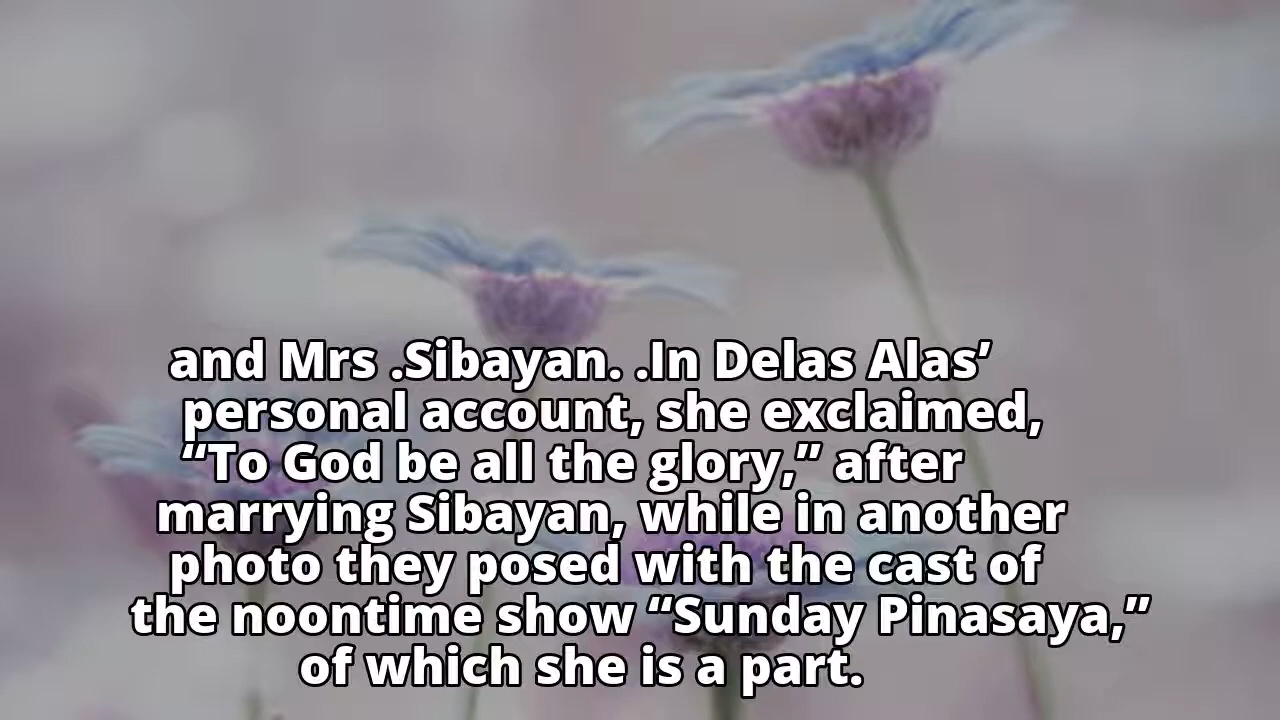 and Mrs .Sibayan. .In Delas Alas’
personal account, she exclaimed,
“To God be all the glory,” after
marrying Sibayan, while in another
photo they posed with the cast of
the noontime show “Sunday Pinasaya,”
of which she is a part.